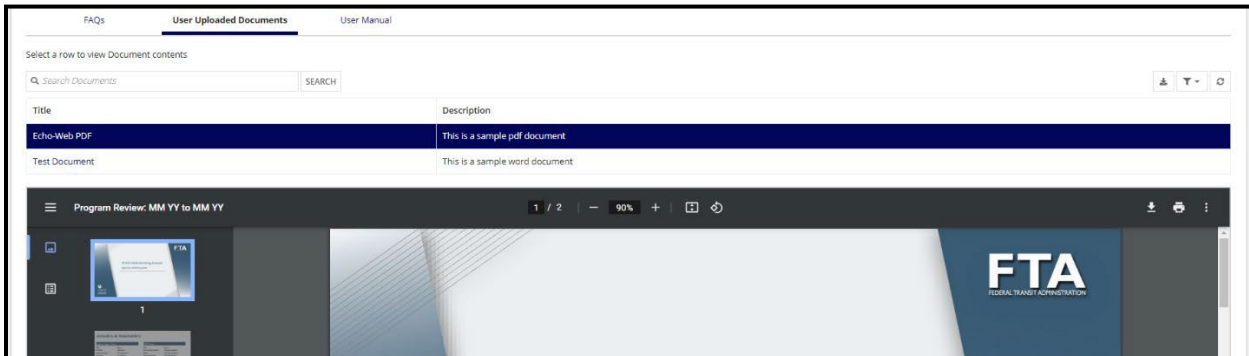 FAQs User Uploaded Documents User Manual
Select a row to view Document contents
Search Documents SEARCH
Title Description
Echo-Web PDF This is a sample pdf document
Test Document This is a sample word document
Program Review: MM YY to MM YY 1 / 2 90%
FTA
FTA
FEDERAL TRANSIT ADMINISTRATION
1